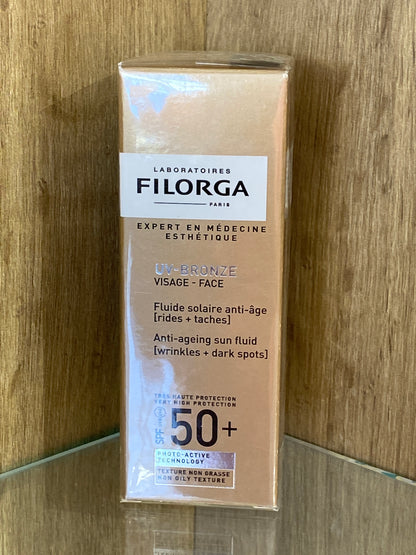 LABORATOIRES
FILORGA
PARIS
EXPERT EN MÉDECINE
ESTHÉTIQUE
UV-BRONZE
VISAGE - FACE
Fluide solaire anti-âge
[rides + taches]
Anti-ageing sun fluid
[wrinkles + dark spots]
TRÈS HAUTE PROTECTION
VERY HIGH PROTECTION
SPF 50+
PHOTO-ACTIVE
TECHNOLOGY
TEXTURE NON GRASSE
NON OILY TEXTURE